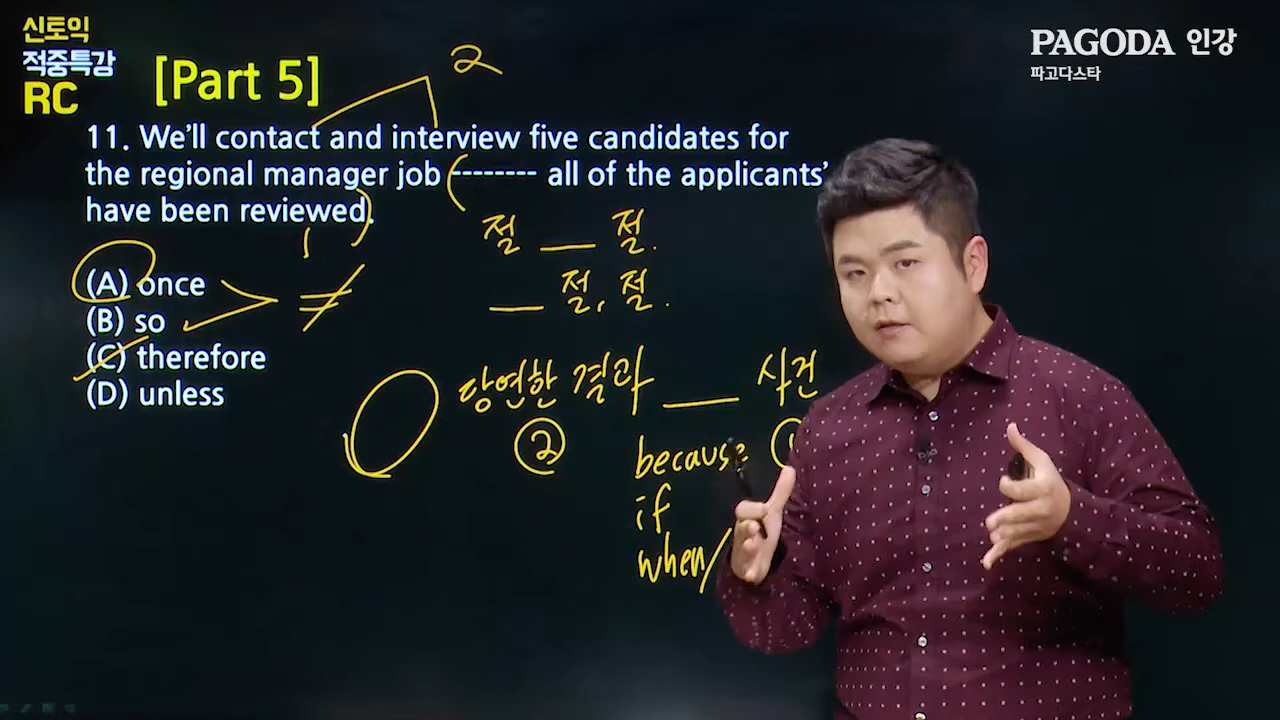 신토익
적중특강
RC
PAGODA 인강
파고다스타
[Part 5]
2
11. We'll contact and interview five candidates for
the regional manager job -------- all of the applicants'
have been reviewed.
절 __ 절.
__ 절, 절.
1
(A) once
(B) so
(C) therefore
(D) unless
≠
당연한 결과 __ 사건
②
because
if
when/